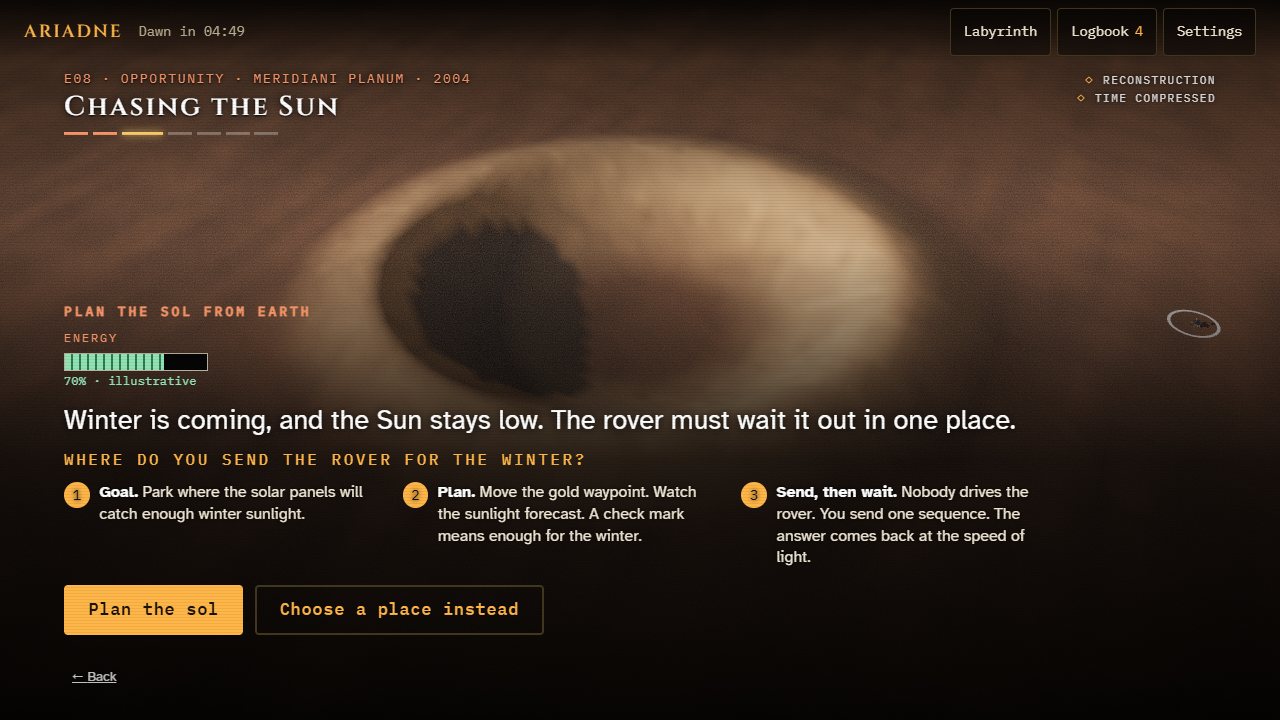 ARIADNE Dawn in 04:49
Labyrinth Logbook 4 Settings
E08 · OPPORTUNITY · MERIDIANI PLANUM · 2004
Chasing the Sun
◇ RECONSTRUCTION
◇ TIME COMPRESSED
PLAN THE SOL FROM EARTH
ENERGY
70% · illustrative
Winter is coming, and the Sun stays low. The rover must wait it out in one place.
WHERE DO YOU SEND THE ROVER FOR THE WINTER?
1 Goal. Park where the solar panels will
catch enough winter sunlight.
2 Plan. Move the gold waypoint. Watch
the sunlight forecast. A check mark
means enough for the winter.
3 Send, then wait. Nobody drives the
rover. You send one sequence. The
answer comes back at the speed of
light.
Plan the sol Choose a place instead
← Back